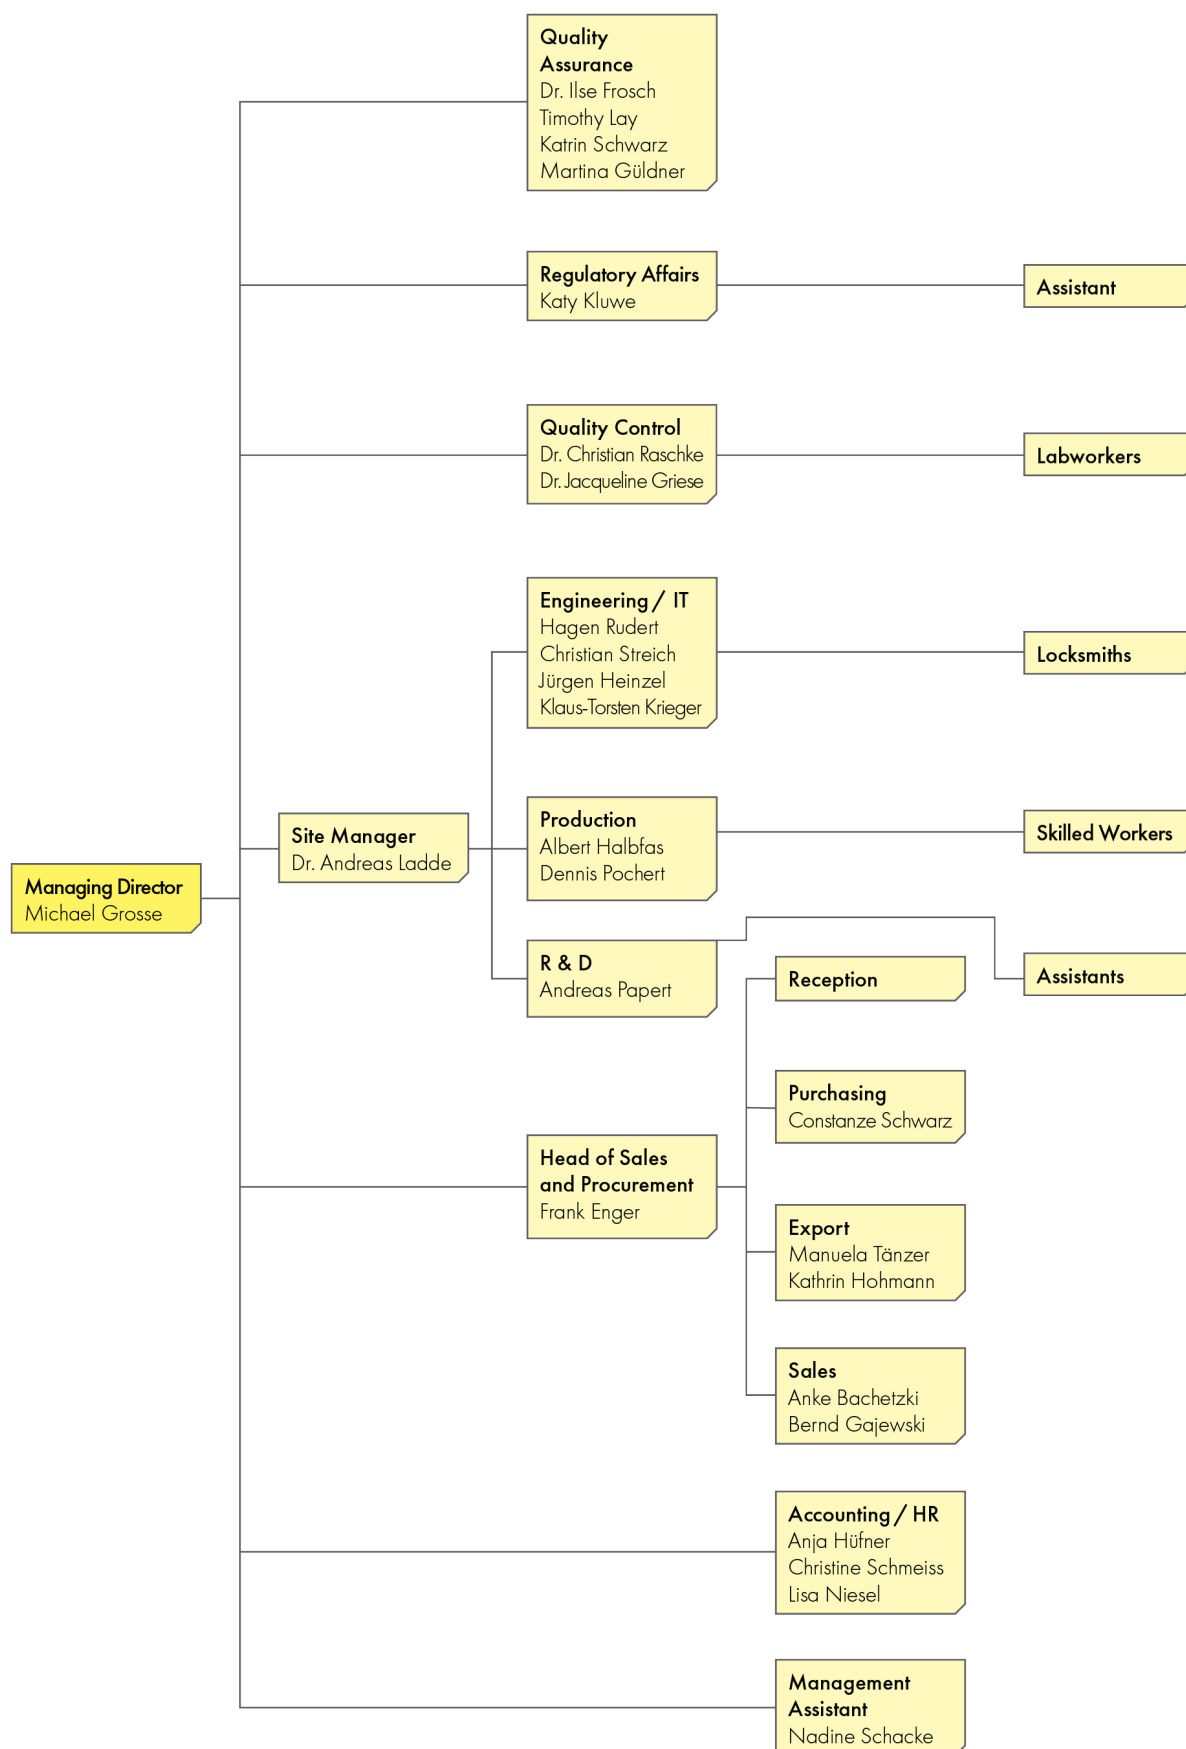 Quality
Assurance
Dr. Ilse Frosch
Timothy Lay
Katrin Schwarz
Martina Güldner
Regulatory Affairs
Katy Kluwe
Assistant
Quality Control
Dr. Christian Raschke
Dr. Jacqueline Griese
Labworkers
Engineering / IT
Hagen Rudert
Christian Streich
Jürgen Heinzel
Klaus-Torsten Krieger
Locksmiths
Site Manager
Dr. Andreas Ladde
Production
Albert Halbfas
Dennis Pochert
Skilled Workers
Managing Director
Michael Grosse
R & D
Andreas Papert
Assistants
Reception
Purchasing
Constanze Schwarz
Head of Sales
and Procurement
Frank Enger
Export
Manuela Tänzer
Kathrin Hohmann
Sales
Anke Bachetzki
Bernd Gajewski
Accounting / HR
Anja Hüfner
Christine Schmeiss
Lisa Niesel
Management
Assistant
Nadine Schacke